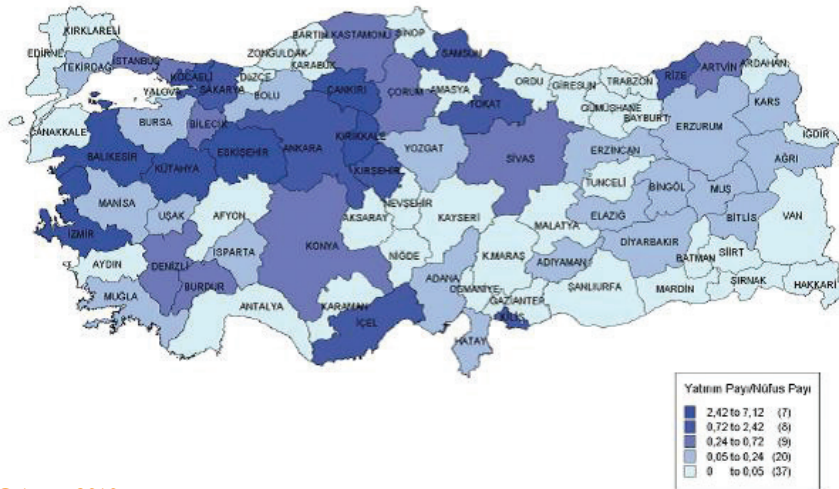 KIRKLARELİ
EDİRNE
TEKİRDAĞ
İSTANBUL
KOCAELİ
YALOVA
SAKARYA
DÜZCE
BOLU
ZONGULDAK
BARTIN
KARABÜK
KASTAMONU
SİNOP
SAMSUN
ÇANKIRI
ÇORUM
AMASYA
TOKAT
ORDU
GİRESUN
TRABZON
RİZE
ARTVİN
ARDAHAN
GÜMÜSHANE
BAYBURT
KARS
IĞDIR
ERZURUM
AĞRI
ÇANAKKALE
BURSA
BİLECİK
BALIKESİR
KÜTAHYA
ESKİŞEHİR
ANKARA
KIRIKKALE
KIRŞEHİR
YOZGAT
SİVAS
ERZİNCAN
TUNCELİ
BİNGÖL
MUŞ
BİTLİS
VAN
MANİSA
UŞAK
AFYON
İZMİR
AYDIN
DENİZLİ
ISPARTA
BURDUR
MUĞLA
ANTALYA
KONYA
AKSARAY
NEVŞEHİR
KAYSERİ
NİĞDE
KARAMAN
İÇEL
ADANA
OSMANİYE
HATAY
K.MARAŞ
GAZİANTEP
KİLİS
MALATYA
ELAZIĞ
ADIYAMAN
ŞANLIURFA
DİYARBAKIR
BATMAN
SİİRT
MARDİN
ŞIRNAK
HAKKARİ
Yatırım Payı/Nüfus Payı
2,42 to 7,12 (7)
0,72 to 2,42 (8)
0,24 to 0,72 (9)
0,05 to 0,24 (20)
0 to 0,05 (37)